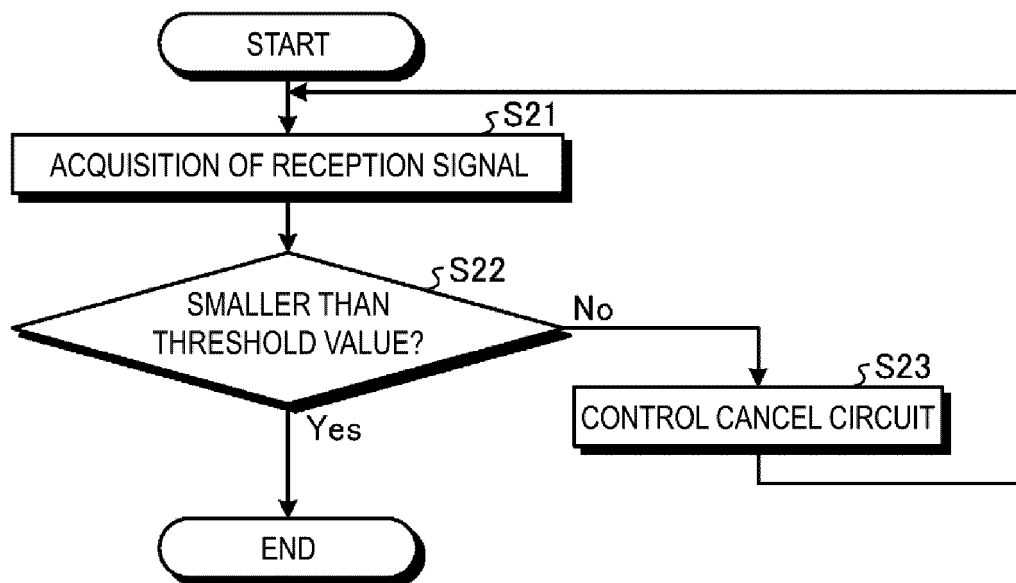 START
S21
ACQUISITION OF RECEPTION SIGNAL
S22
SMALLER THAN
THRESHOLD VALUE?
No
S23
CONTROL CANCEL CIRCUIT
Yes
END